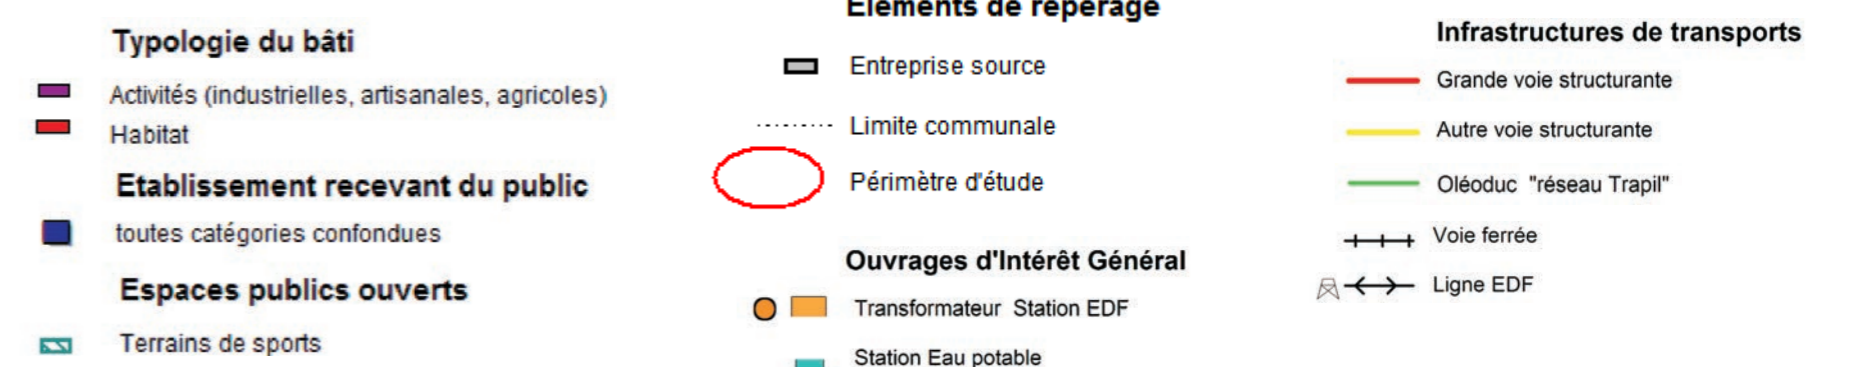 Typologie du bâti
Activités (industrielles, artisanales, agricoles)
Habitat
Etablissement recevant du public
toutes catégories confondues
Espaces publics ouverts
Terrains de sports
Eléments de repérage
Entreprise source
Limite communale
Périmètre d'étude
Ouvrages d'Intérêt Général
Transformateur Station EDF
Station Eau potable
Infrastructures de transports
Grande voie structurante
Autre voie structurante
Oléoduc "réseau Trapil"
Voie ferrée
Ligne EDF